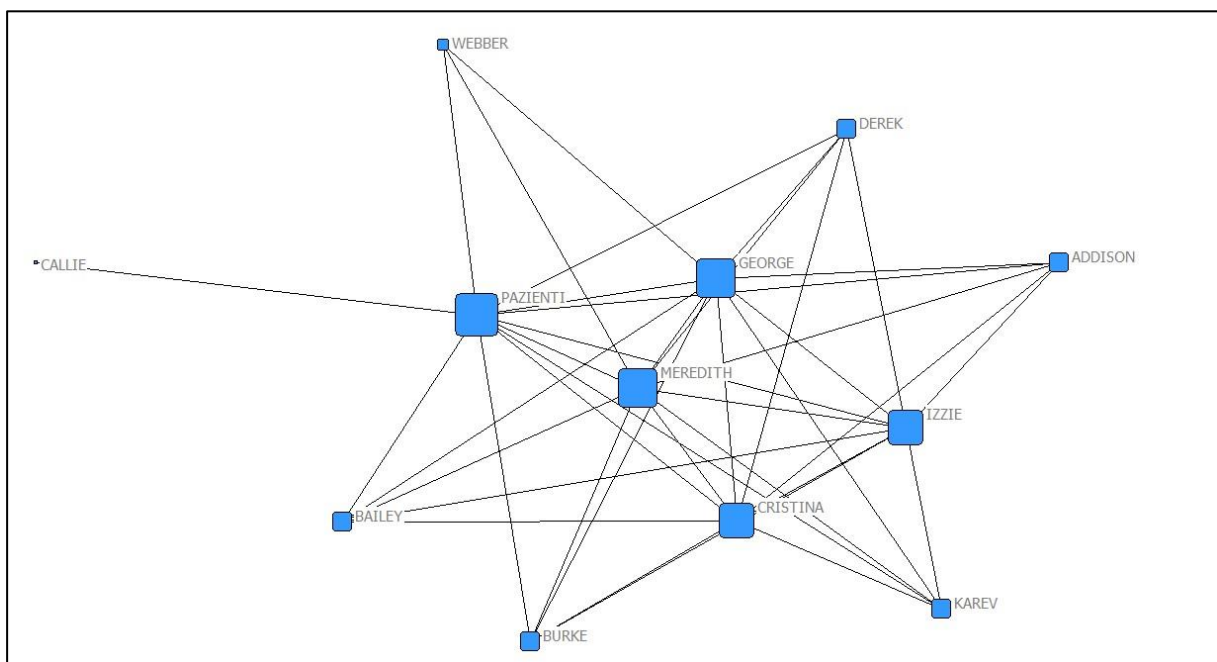 WEBBER
DEREK
ADDISON
GEORGE
CALLIE
PAZIENTI
MEREDITH
IZZIE
CRISTINA
BAILEY
KAREV
BURKE